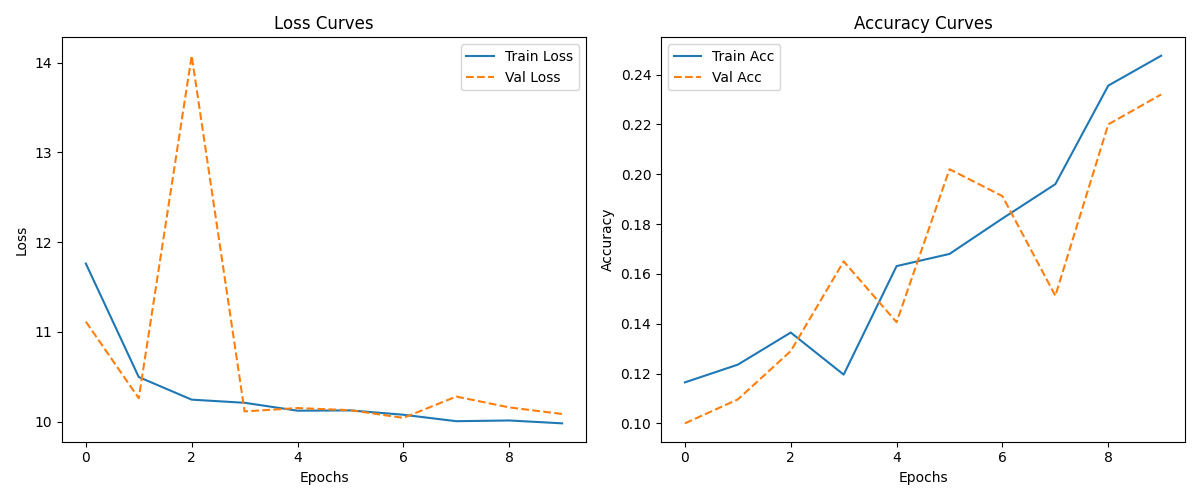 Loss Curves
14
13
12
11
10
Loss
Train Loss
Val Loss
0
2
4
6
8
Epochs
Accuracy Curves
0.24
0.22
0.20
0.18
0.16
0.14
0.12
0.10
Accuracy
Train Acc
Val Acc
0
2
4
6
8
Epochs